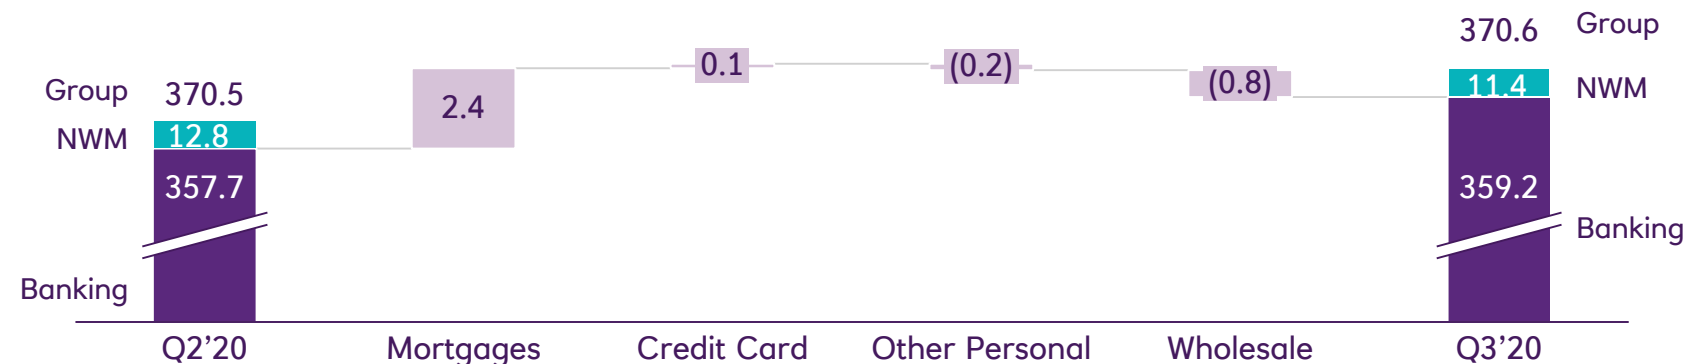 Group 370.5
NWM 12.8
357.7
Banking
2.4
0.1
(0.2)
(0.8)
370.6 Group
11.4 NWM
359.2
Banking
Q2’20 Mortgages Credit Card Other Personal Wholesale Q3’20